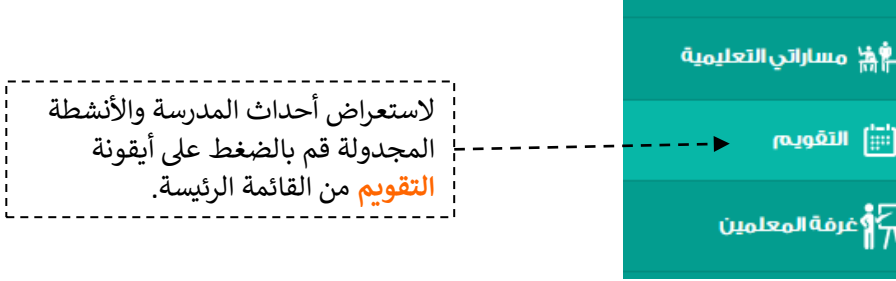 مساراتي التعليمية
التقويم
غرفة المعلمين
لاستعراض أحداث المدرسة والأنشطة
المجدولة قم بالضغط على أيقونة
التقويم من القائمة الرئيسة.